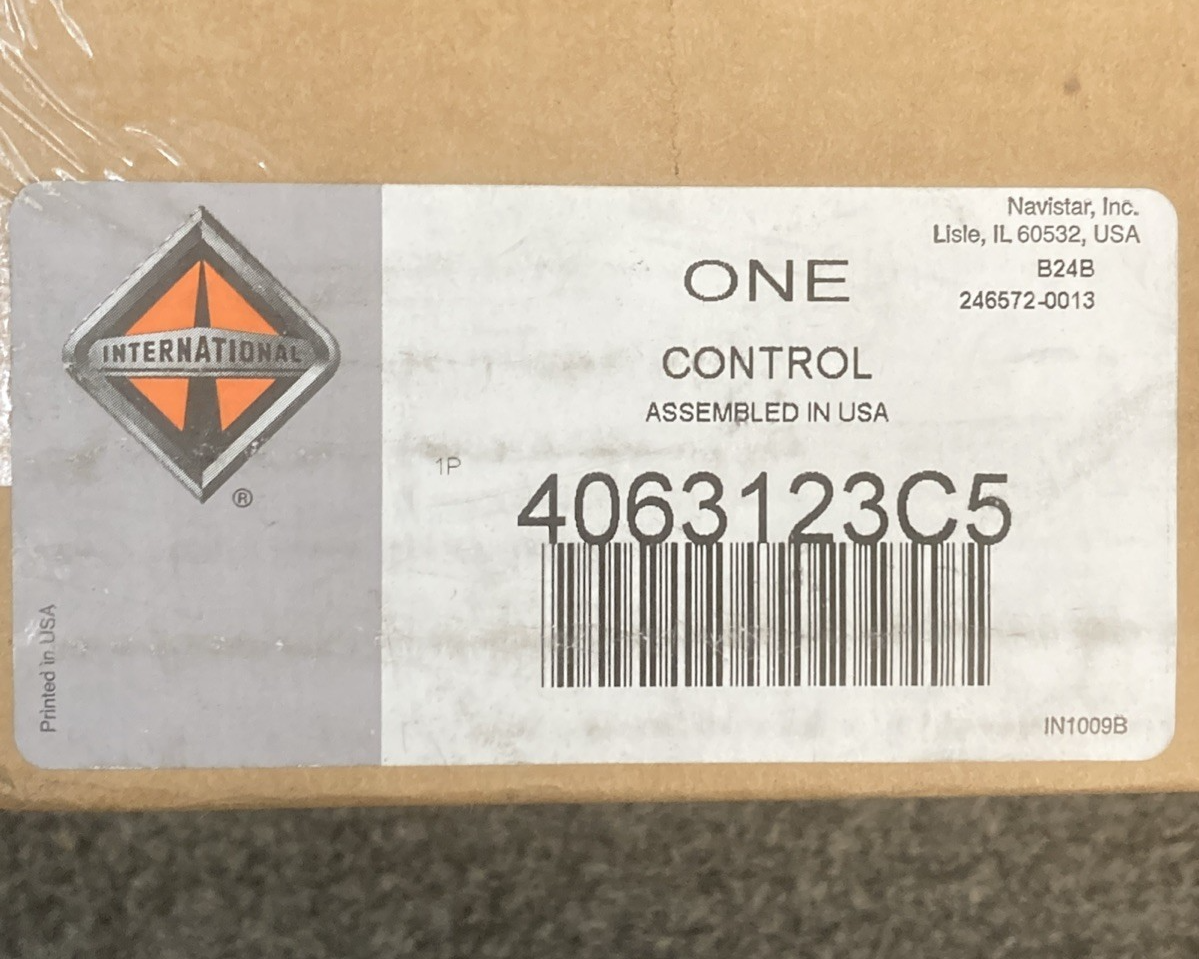 INTERNATIONAL
®
Printed in USA
Navistar, Inc.
Lisle, IL 60532, USA
B24B
246572-0013
ONE
CONTROL
ASSEMBLED IN USA
1P
4063123C5
IN1009B